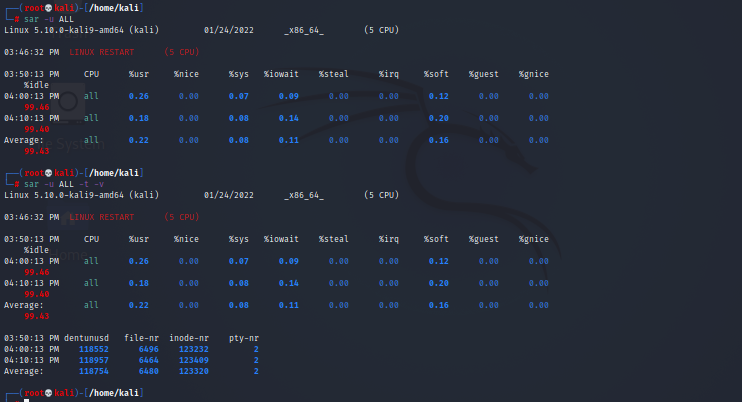 (root💀kali)-[/home/kali]
# sar -u ALL
Linux 5.10.0-kali9-amd64 (kali) 01/24/2022 _x86_64_ (5 CPU)
03:46:32 PM LINUX RESTART (5 CPU)
03:50:13 PM CPU %usr %nice %sys %iowait %steal %irq %soft %guest %gnice
%idle
04:00:13 PM all 0.26 0.00 0.07 0.09 0.00 0.00 0.12 0.00 0.00
99.46
04:10:13 PM all 0.18 0.00 0.08 0.14 0.00 0.00 0.20 0.00 0.00
99.40
Average: all 0.22 0.00 0.08 0.11 0.00 0.00 0.16 0.00 0.00
99.43
(root💀kali)-[/home/kali]
# sar -u ALL -t -v
Linux 5.10.0-kali9-amd64 (kali) 01/24/2022 _x86_64_ (5 CPU)
03:46:32 PM LINUX RESTART (5 CPU)
03:50:13 PM CPU %usr %nice %sys %iowait %steal %irq %soft %guest %gnice
%idle
04:00:13 PM all 0.26 0.00 0.07 0.09 0.00 0.00 0.12 0.00 0.00
99.46
04:10:13 PM all 0.18 0.00 0.08 0.14 0.00 0.00 0.20 0.00 0.00
99.40
Average: all 0.22 0.00 0.08 0.11 0.00 0.00 0.16 0.00 0.00
99.43
03:50:13 PM dentunusd file-nr inode-nr pty-nr
04:00:13 PM 118552 6496 123232 2
04:10:13 PM 118957 6464 123409 2
Average: 118754 6480 123320 2
(root💀kali)-[/home/kali]